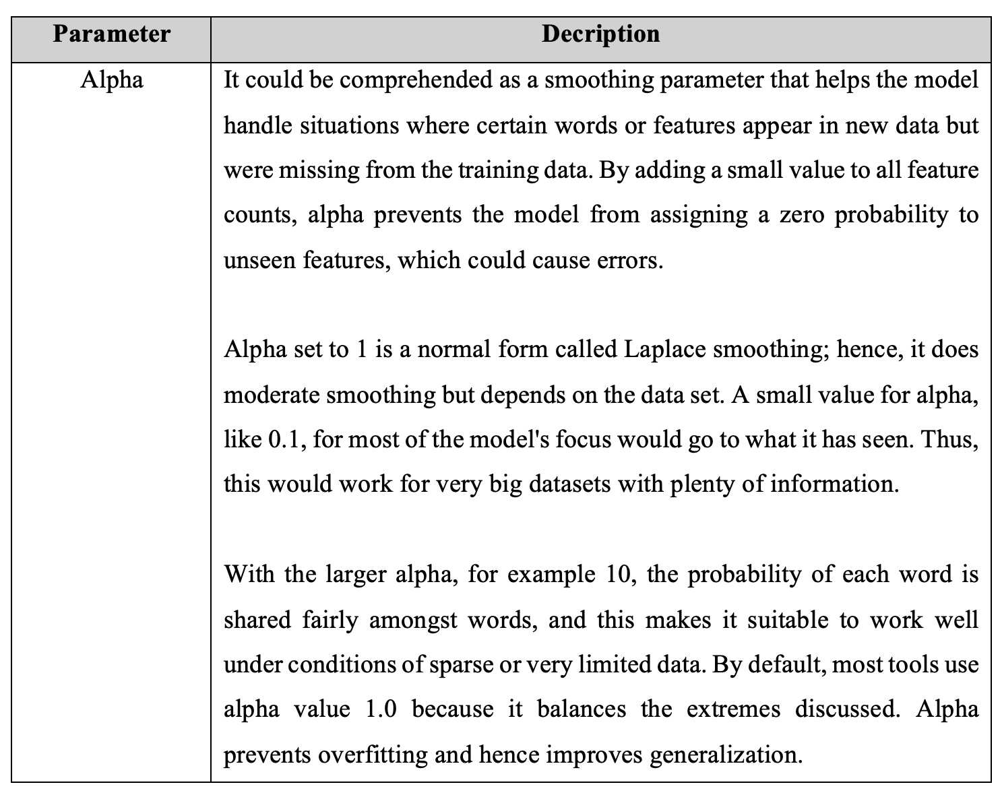 Parameter Decription
Alpha It could be comprehended as a smoothing parameter that helps the model
handle situations where certain words or features appear in new data but
were missing from the training data. By adding a small value to all feature
counts, alpha prevents the model from assigning a zero probability to
unseen features, which could cause errors.
Alpha set to 1 is a normal form called Laplace smoothing; hence, it does
moderate smoothing but depends on the data set. A small value for alpha,
like 0.1, for most of the model's focus would go to what it has seen. Thus,
this would work for very big datasets with plenty of information.
With the larger alpha, for example 10, the probability of each word is
shared fairly amongst words, and this makes it suitable to work well
under conditions of sparse or very limited data. By default, most tools use
alpha value 1.0 because it balances the extremes discussed. Alpha
prevents overfitting and hence improves generalization.